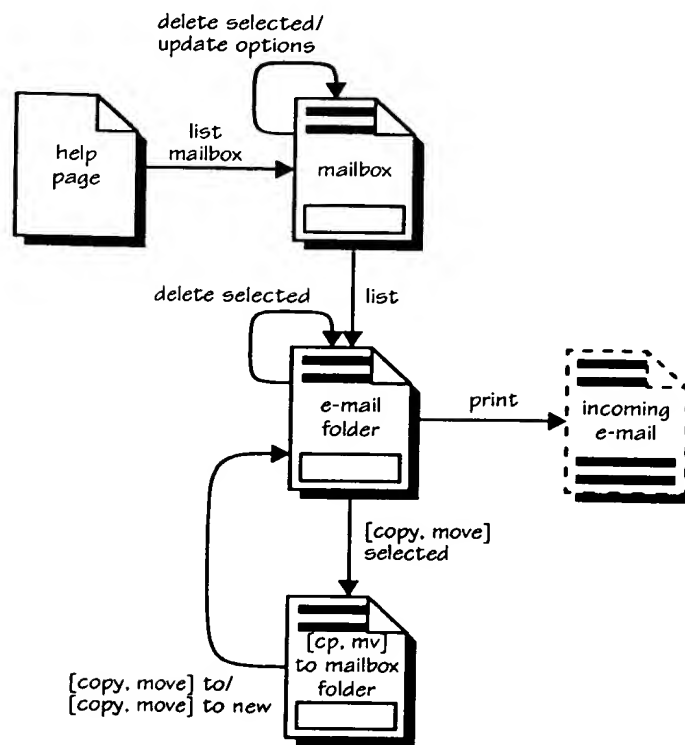 delete selected/
update options
help
page
list
mailbox
mailbox
delete selected
list
e-mail
folder
print
incoming
e-mail
[copy, move]
selected
[cp, mv]
to mailbox
folder
[copy, move] to/
[copy, move] to new